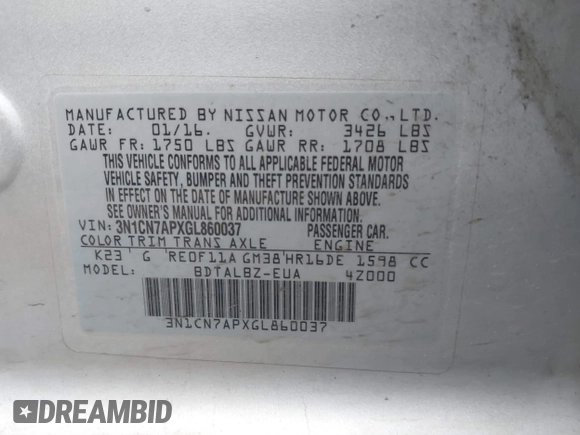 MANUFACTURED BY NISSAN MOTOR CO., LTD.
DATE: 01/16. GVWR: 3426 LBS
GAWR FR: 1750 LBS GAWR RR: 1708 LBS
THIS VEHICLE CONFORMS TO ALL APPLICABLE FEDERAL MOTOR
VEHICLE SAFETY, BUMPER AND THEFT PREVENTION STANDARDS
IN EFFECT ON THE DATE OF MANUFACTURE SHOWN ABOVE.
SEE OWNER'S MANUAL FOR ADDITIONAL INFORMATION.
VIN: 3N1CN7APXGL860037 PASSENGER CAR.
COLOR TRIM TRANS AXLE ENGINE
K23 G RE0F11A GM38 HR16DE 1598 CC
MODEL: BDTALBZ-EUA 4Z000
3N1CN7APXGL860037
DREAMBID